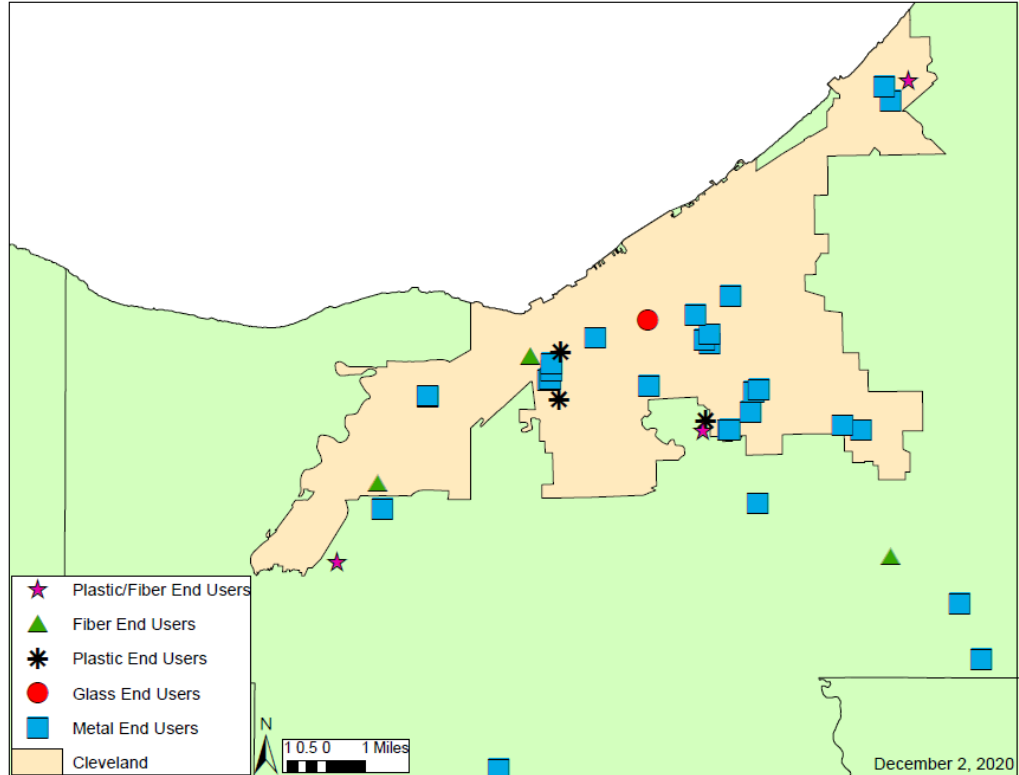 Plastic/Fiber End Users
Fiber End Users
Plastic End Users
Glass End Users
Metal End Users
Cleveland
N
1 0.5 0 1 Miles
December 2, 2020